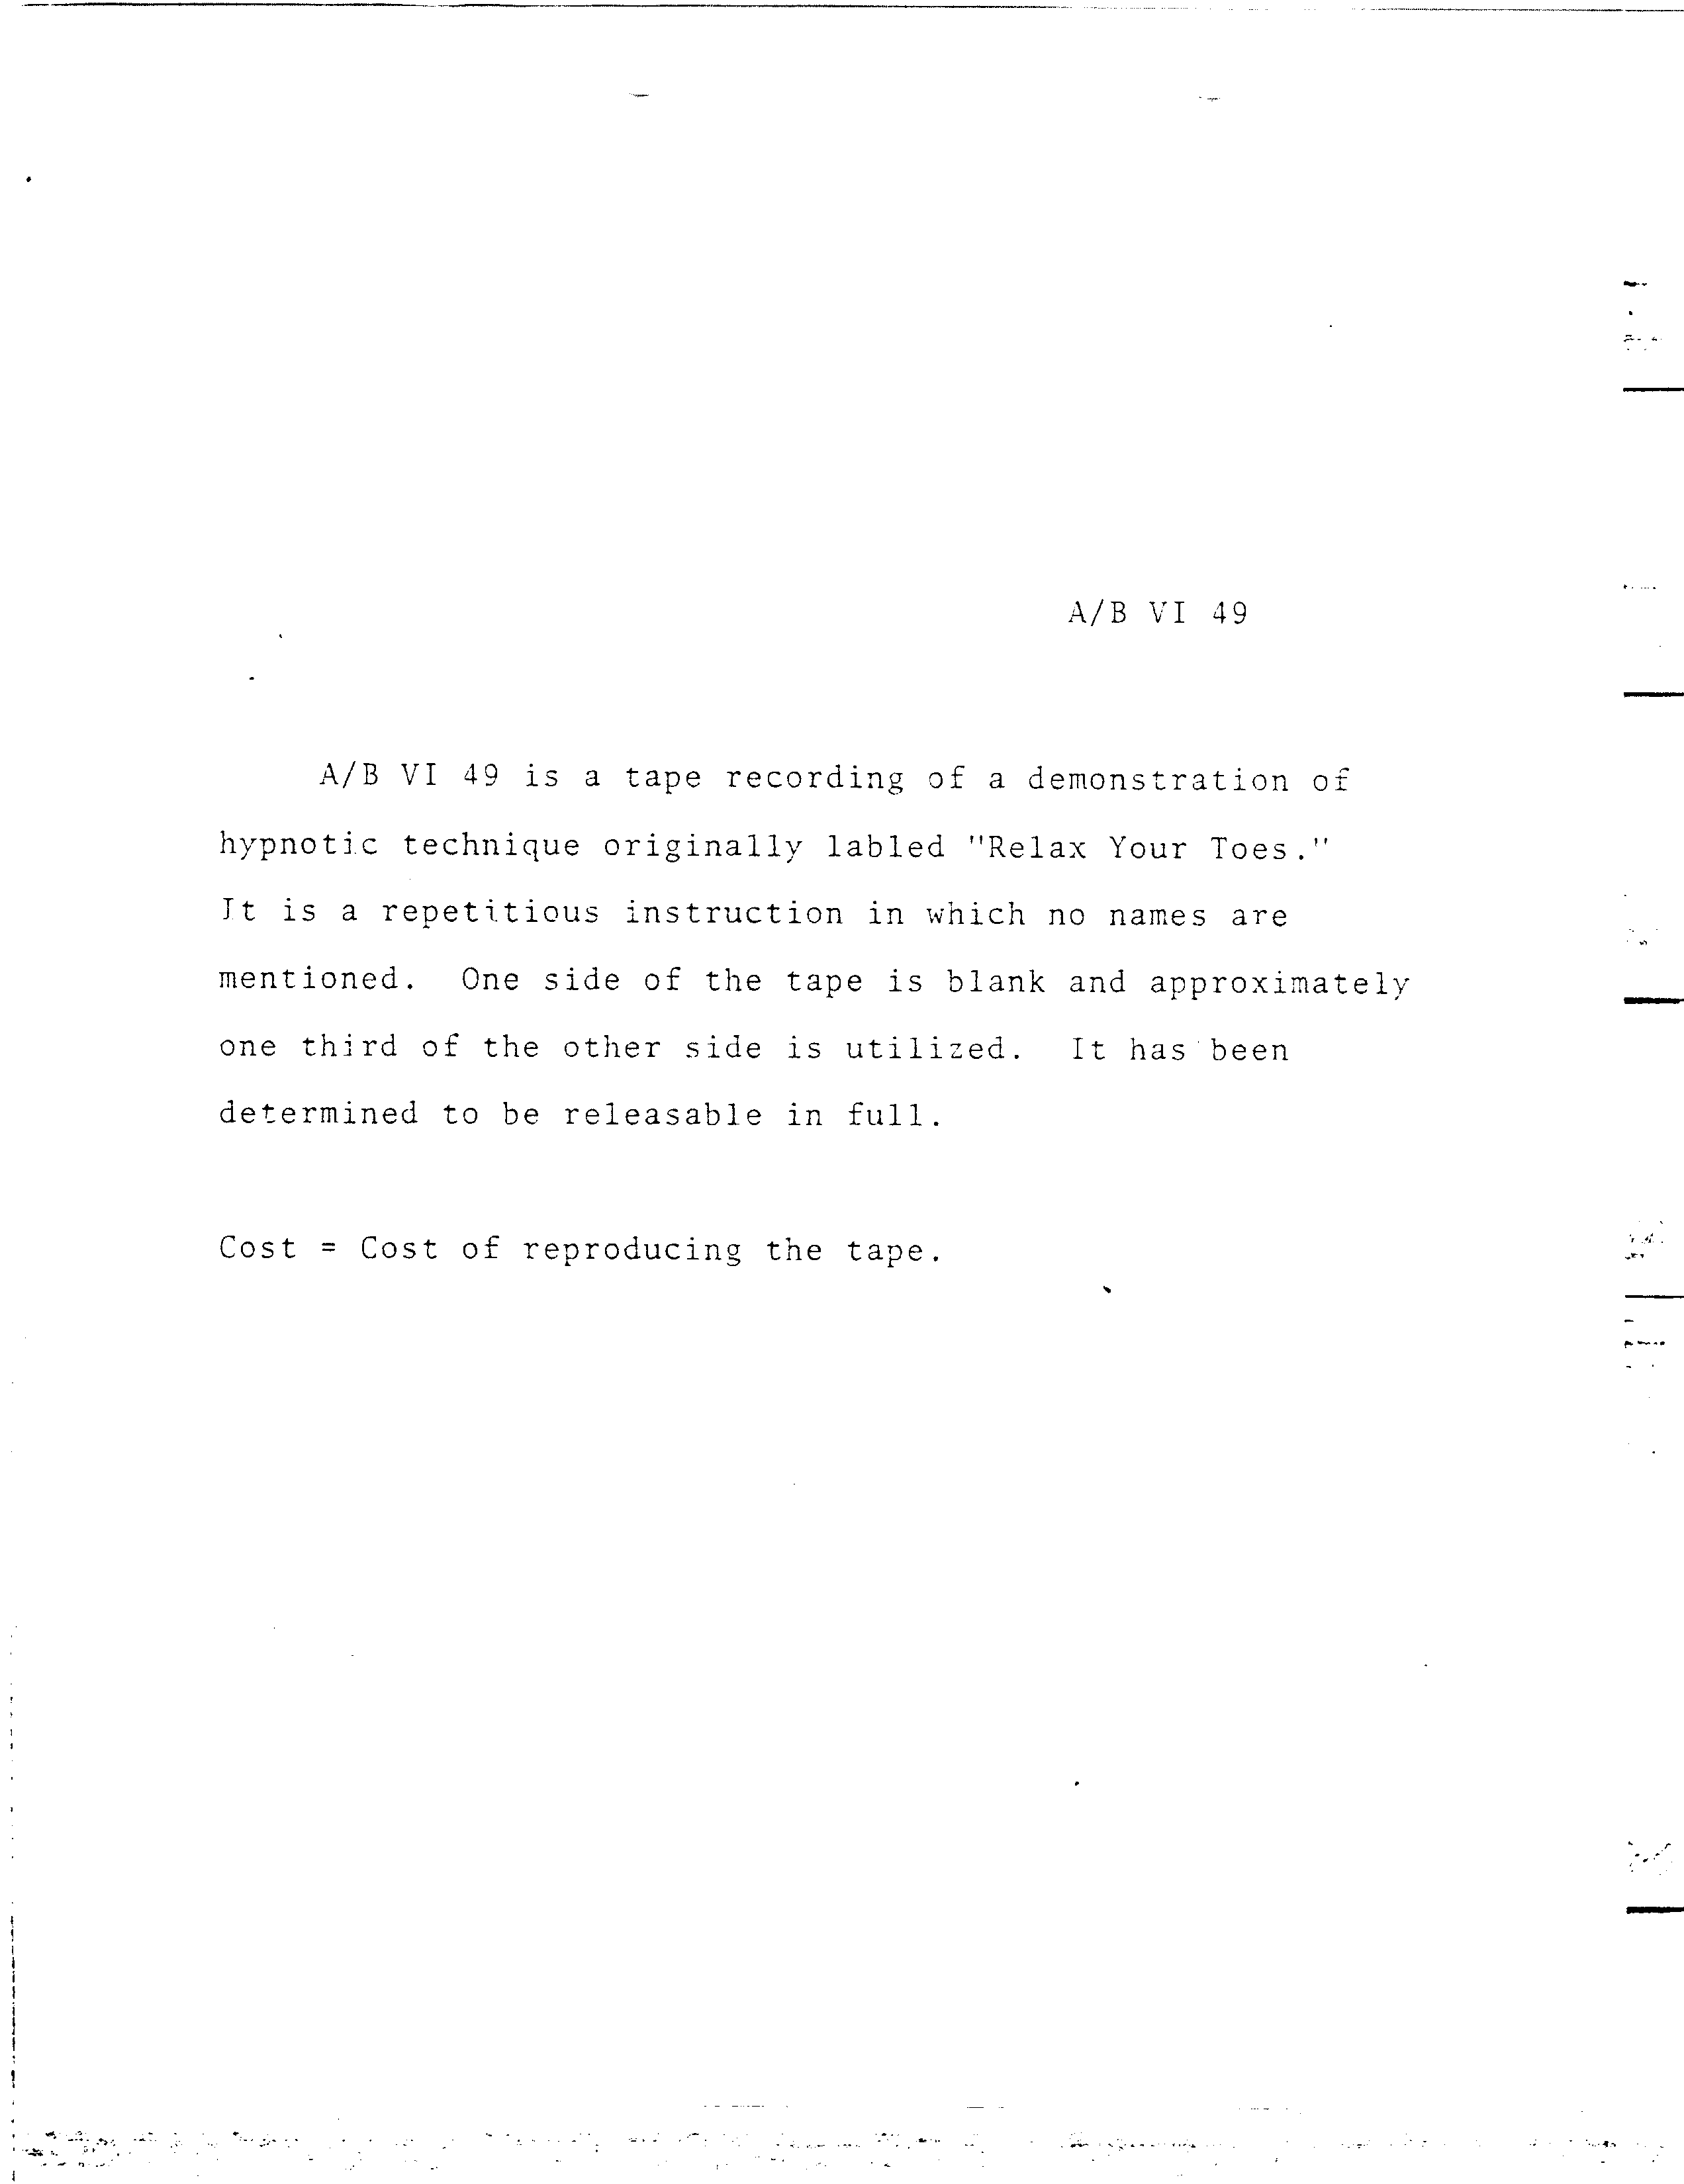 A/B VI 49
A/B VI 49 is a tape recording of a demonstration of
hypnotic technique originally labled "Relax Your Toes."
It is a repetitious instruction in which no names are
mentioned. One side of the tape is blank and approximately
one third of the other side is utilized. It has been
determined to be releasable in full.
Cost = Cost of reproducing the tape.